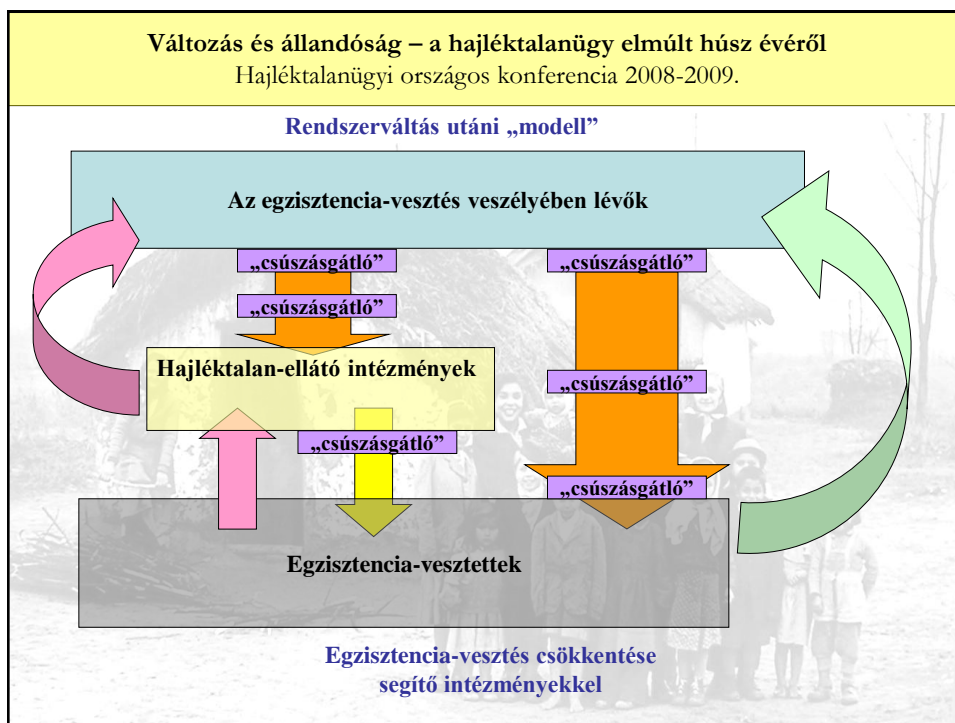 Változás és állandóság – a hajléktalanügy elmúlt húsz évéről
Hajléktalanügyi országos konferencia 2008-2009.
Rendszerváltás utáni „modell”
Az egzisztencia-vesztés veszélyében lévők
„csúszásgátló” „csúszásgátló”
„csúszásgátló”
Hajléktalan-ellátó intézmények
„csúszásgátló”
„csúszásgátló”
„csúszásgátló”
Egzisztencia-vesztettek
Egzisztencia-vesztés csökkentése
segítő intézményekkel